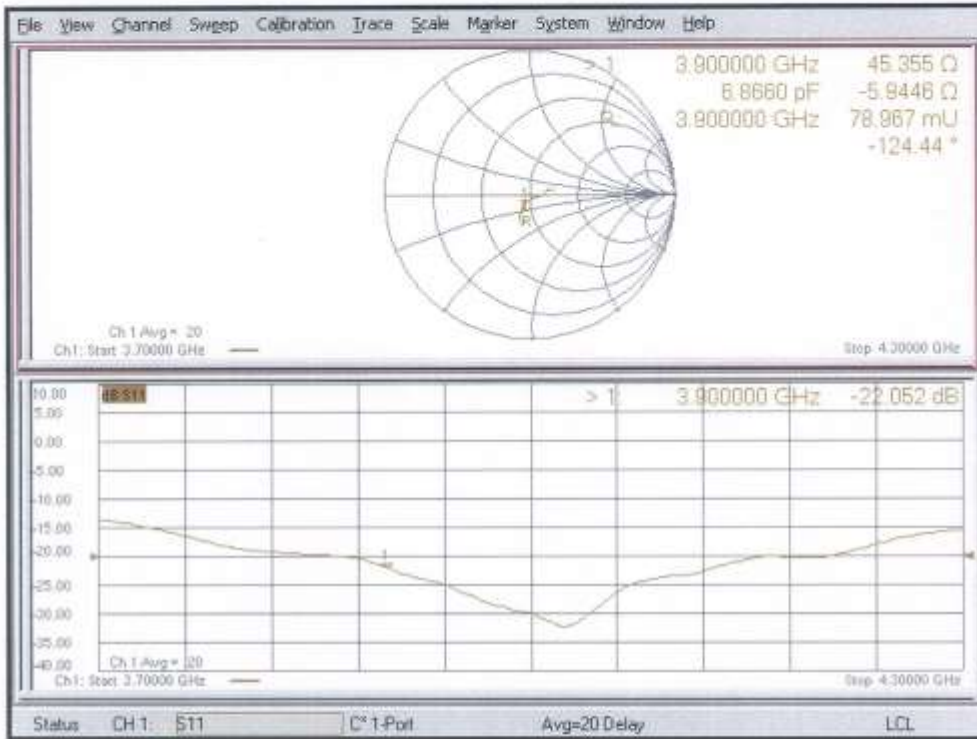 File View Channel Sweep Calibration Trace Scale Marker System Window Help
> 1 3.900000 GHz 45.355 Ω
6.8660 pF -5.9446 Ω
R 3.900000 GHz 78.967 mU
-124.44 °
1
R
Ch 1 Avg = 20
Ch1: Start 3.70000 GHz
Stop 4.30000 GHz
10.00
dB S11
> 1 3.900000 GHz -22.052 dB
5.00
0.00
-5.00
-10.00
-15.00
-20.00
1
-25.00
-30.00
-35.00
-40.00
Ch 1 Avg = 20
Ch1: Start 3.70000 GHz
Stop 4.30000 GHz
Status CH 1: S11 C* 1-Port Avg=20 Delay LCL